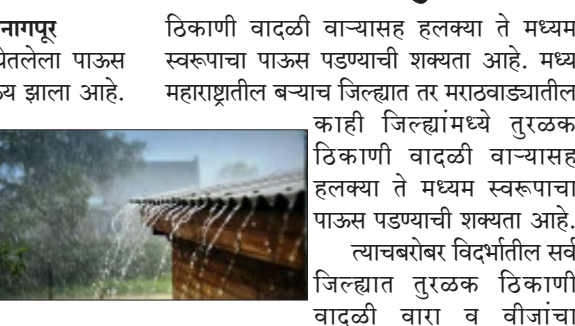 नागपूर
पाऊस
झाला आहे.
ठिकाणी वादळी वाऱ्यासह हलक्या ते मध्यम
स्वरूपाचा पाऊस पडण्याची शक्यता आहे. मध्य
महाराष्ट्रातील बऱ्याच जिल्ह्यात तर मराठवाड्यातील
काही जिल्ह्यांमध्ये तुरळक
ठिकाणी वादळी वाऱ्यासह
हलक्या ते मध्यम स्वरूपाचा
पाऊस पडण्याची शक्यता आहे.
त्याचबरोबर विदर्भातील सर्व
जिल्ह्यात तुरळक ठिकाणी
वादळी वारा व वीजांचा